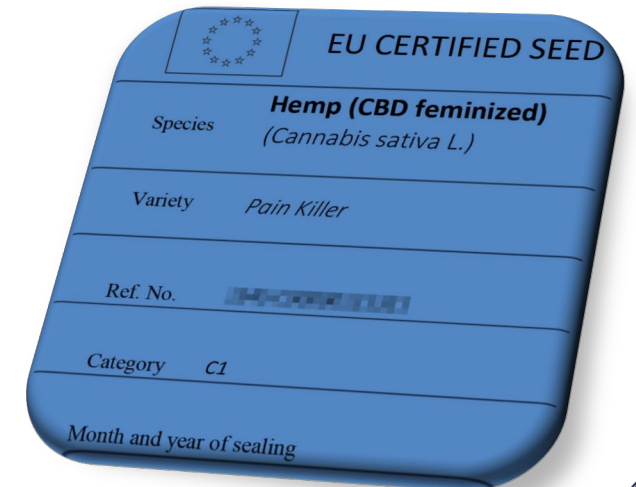 EU CERTIFIED SEED
Species Hemp (CBD feminized)
(Cannabis sativa L.)
Variety Pain Killer
Ref. No.
Category C1
Month and year of sealing